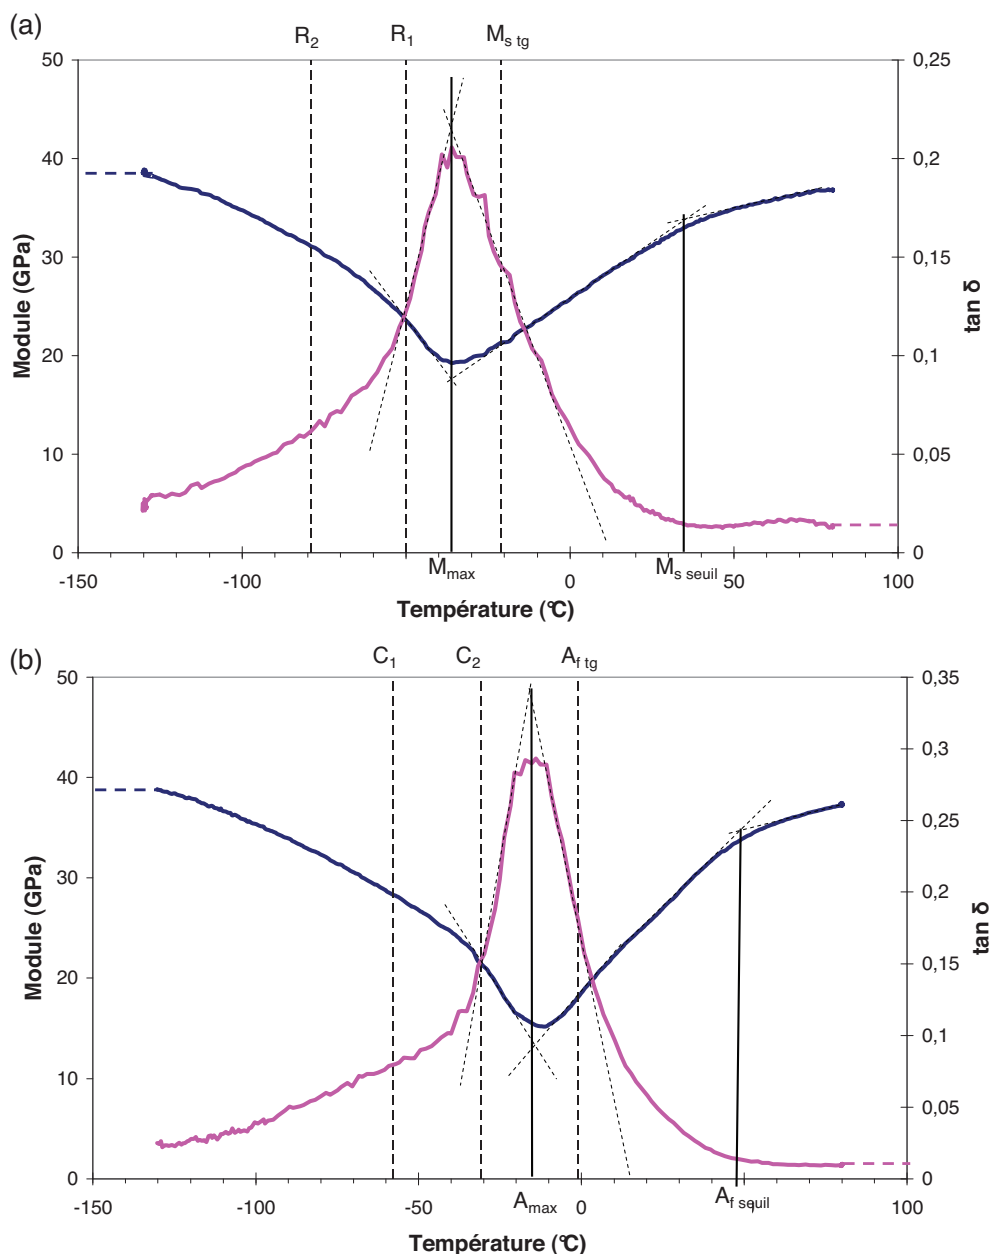 (a)
R2 R1 Ms tg
50 0,25
40 0,2
30 0,15
20 0,1
10 0,05
0 0
Module (GPa)
tan δ
Mmax Ms seuil
-150 -100 -50 0 50 100
Température (°C)
(b)
C1 C2 Af tg
50 0,35
0,3
40
0,25
30
0,2
20 0,15
0,1
10
0,05
0 0
Module (GPa)
tan δ
Amax Af seuil
-150 -100 -50 0 50 100
Température (°C)